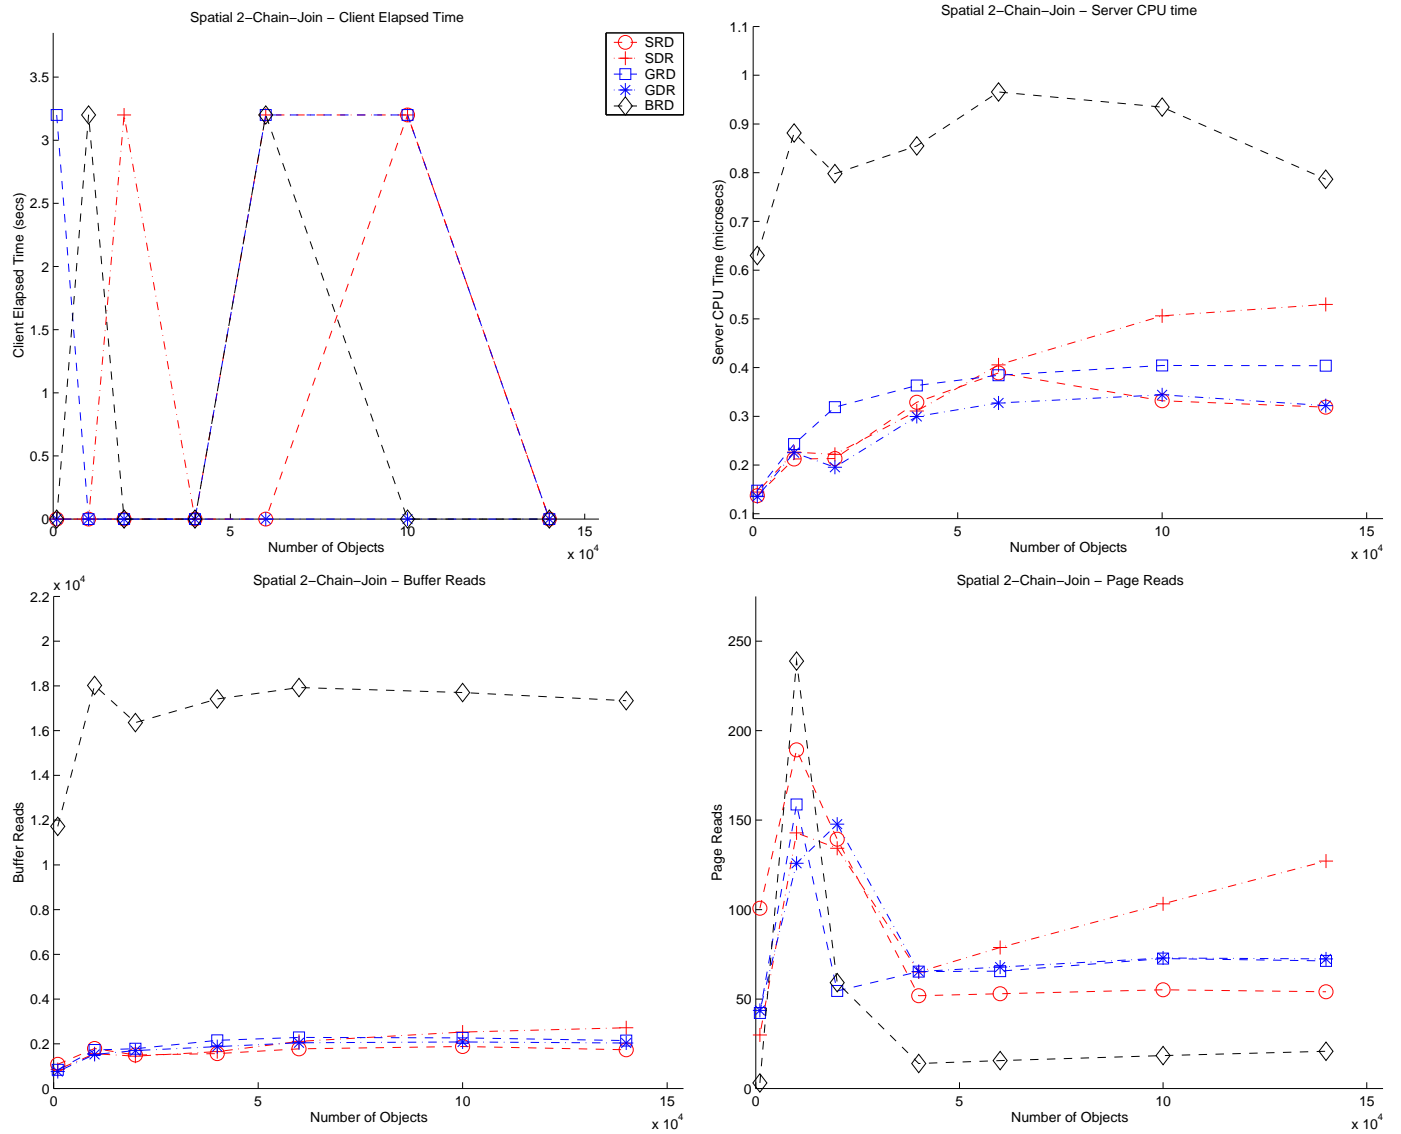 Spatial 2−Chain−Join − Client Elapsed Time
SRD
SDR
GRD
GDR
BRD
3.5
3
2.5
2
1.5
1
0.5
0
Client Elapsed Time (secs)
0
5
10
15
Number of Objects
x 10^4
Spatial 2−Chain−Join − Server CPU time
1.1
1
0.9
0.8
0.7
0.6
0.5
0.4
0.3
0.2
0.1
Server CPU Time (microsecs)
0
5
10
15
Number of Objects
x 10^4
Spatial 2−Chain−Join − Buffer Reads
x 10^4
2.2
2
1.8
1.6
1.4
1.2
1
0.8
0.6
0.4
0.2
0
Buffer Reads
0
5
10
15
Number of Objects
x 10^4
Spatial 2−Chain−Join − Page Reads
250
200
150
100
50
0
Page Reads
0
5
10
15
Number of Objects
x 10^4